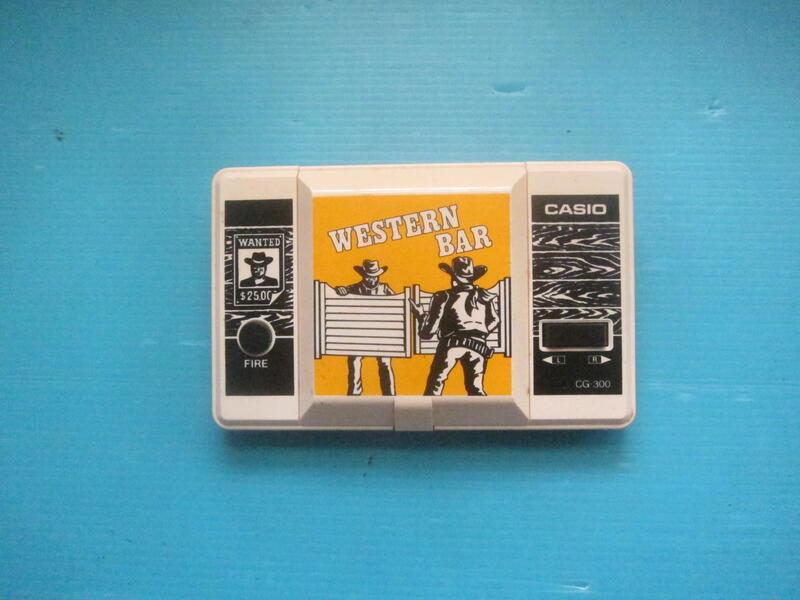 WANTED
$25.00
FIRE
WESTERN
BAR
CASIO
L R
CG-300